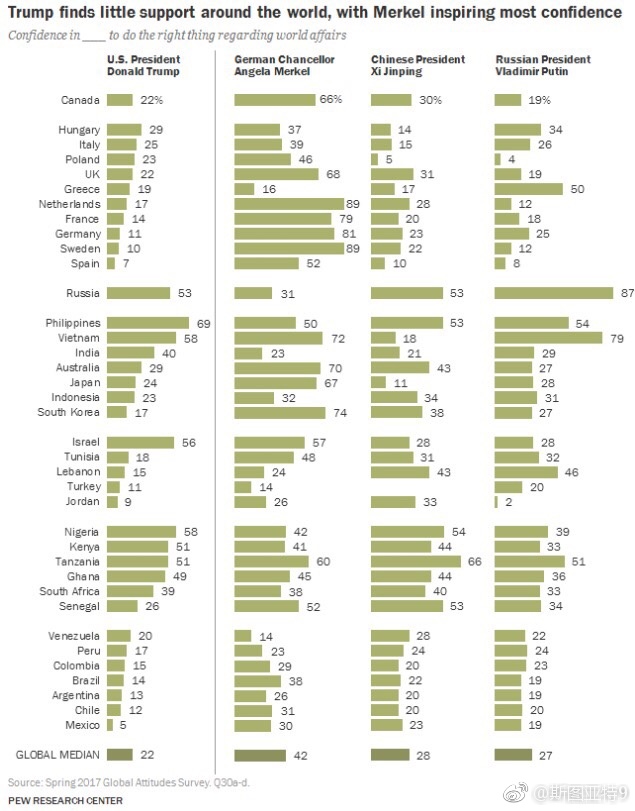 Trump finds little support around the world, with Merkel inspiring most confidence
Confidence in ___ to do the right thing regarding world affairs
U.S. President Donald Trump German Chancellor Angela Merkel Chinese President Xi Jinping Russian President Vladimir Putin
Canada 22% 66% 30% 19%
Hungary 29 37 14 34
Italy 25 39 15 26
Poland 23 46 5 4
UK 22 68 31 19
Greece 19 16 17 50
Netherlands 17 89 28 12
France 14 79 20 18
Germany 11 81 23 25
Sweden 10 89 22 12
Spain 7 52 10 8
Russia 53 31 53 87
Philippines 69 50 53 54
Vietnam 58 72 18 79
India 40 23 21 29
Australia 29 70 43 27
Japan 24 67 11 28
Indonesia 23 32 34 31
South Korea 17 74 38 27
Israel 56 57 28 28
Tunisia 18 48 31 32
Lebanon 15 24 43 46
Turkey 11 14 20
Jordan 9 26 33 2
Nigeria 58 42 54 39
Kenya 51 41 44 33
Tanzania 51 60 66 51
Ghana 49 45 44 36
South Africa 39 38 40 33
Senegal 26 52 53 34
Venezuela 20 14 28 22
Peru 17 23 24 24
Colombia 15 29 20 23
Brazil 14 38 22 19
Argentina 13 26 20 19
Chile 12 31 20 20
Mexico 5 30 23 19
GLOBAL MEDIAN 22 42 28 27
Source: Spring 2017 Global Attitudes Survey. Q30a-d.
PEW RESEARCH CENTER
@斯图亚特9